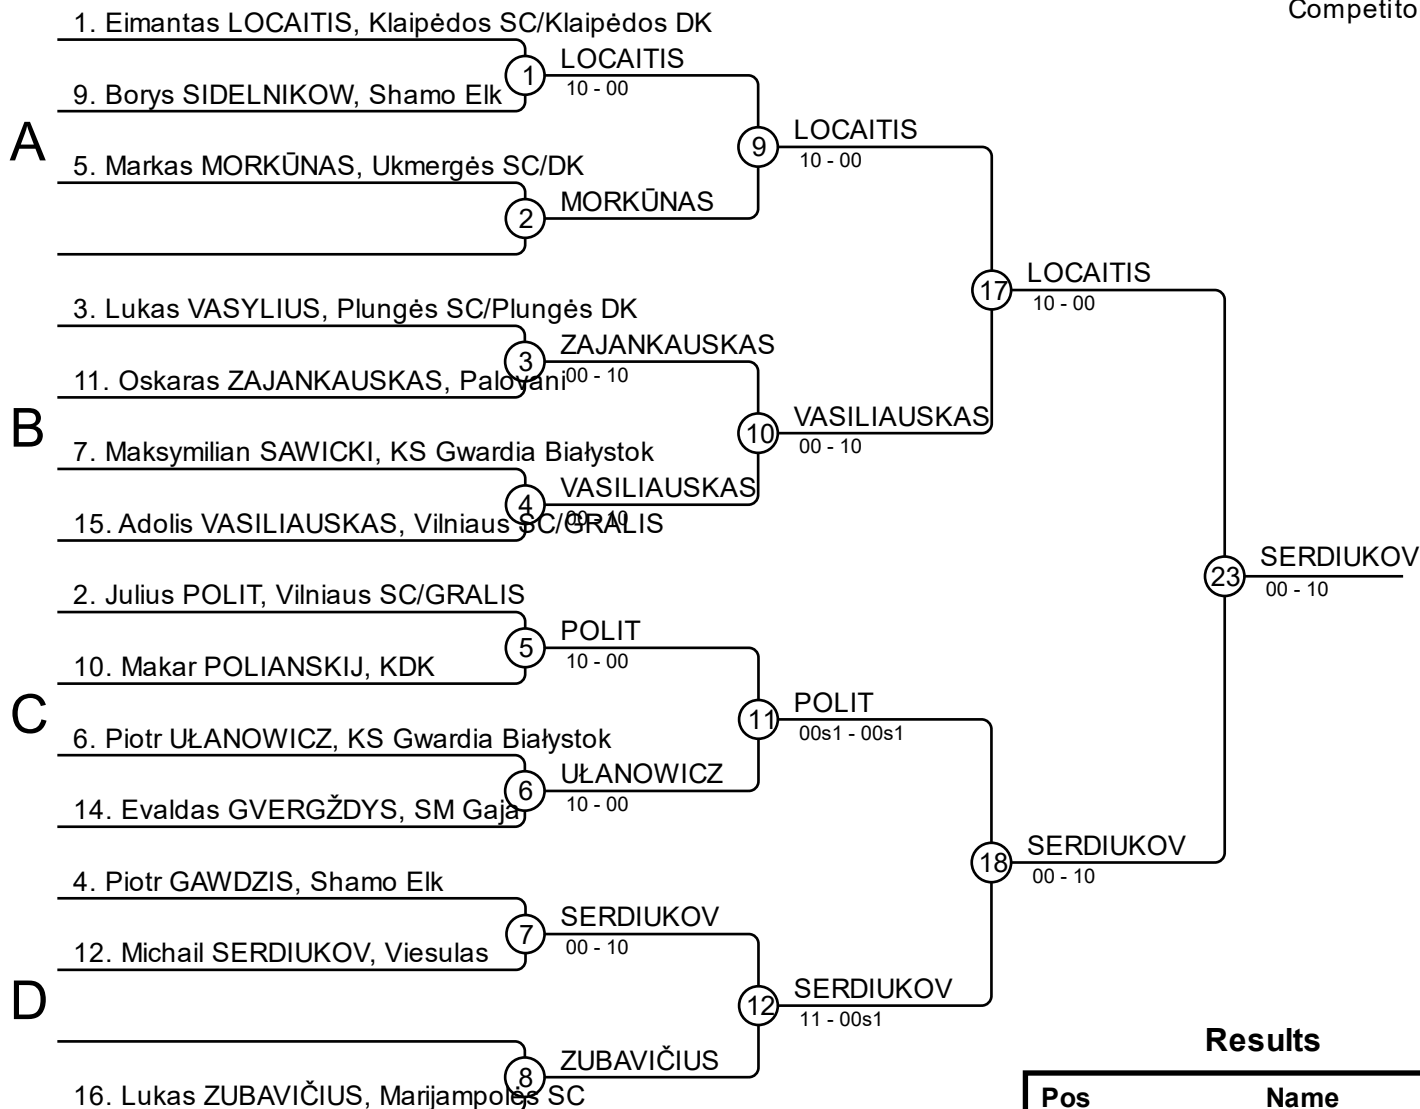 Competito
1. Eimantas LOCAITIS, Klaipėdos SC/Klaipėdos DK
1
LOCAITIS
10 - 00
9. Borys SIDELNIKOW, Shamo Elk
A
9
LOCAITIS
10 - 00
5. Markas MORKŪNAS, Ukmergės SC/DK
2
MORKŪNAS
17
LOCAITIS
10 - 00
3. Lukas VASYLIUS, Plungės SC/Plungės DK
3
ZAJANKAUSKAS
00 - 10
11. Oskaras ZAJANKAUSKAS, Palovani
B
10
VASILIAUSKAS
00 - 10
7. Maksymilian SAWICKI, KS Gwardia Białystok
4
VASILIAUSKAS
00 - 10
15. Adolis VASILIAUSKAS, Vilniaus SC/GRALIS
23
SERDIUKOV
00 - 10
2. Julius POLIT, Vilniaus SC/GRALIS
5
POLIT
10 - 00
10. Makar POLIANSKIJ, KDK
C
11
POLIT
00s1 - 00s1
6. Piotr UŁANOWICZ, KS Gwardia Białystok
6
UŁANOWICZ
10 - 00
14. Evaldas GVERGŽDYS, SM Gaja
18
SERDIUKOV
00 - 10
4. Piotr GAWDZIS, Shamo Elk
7
SERDIUKOV
00 - 10
12. Michail SERDIUKOV, Viesulas
D
12
SERDIUKOV
11 - 00s1
8
ZUBAVIČIUS
16. Lukas ZUBAVIČIUS, Marijampolės SC
Results
Pos Name